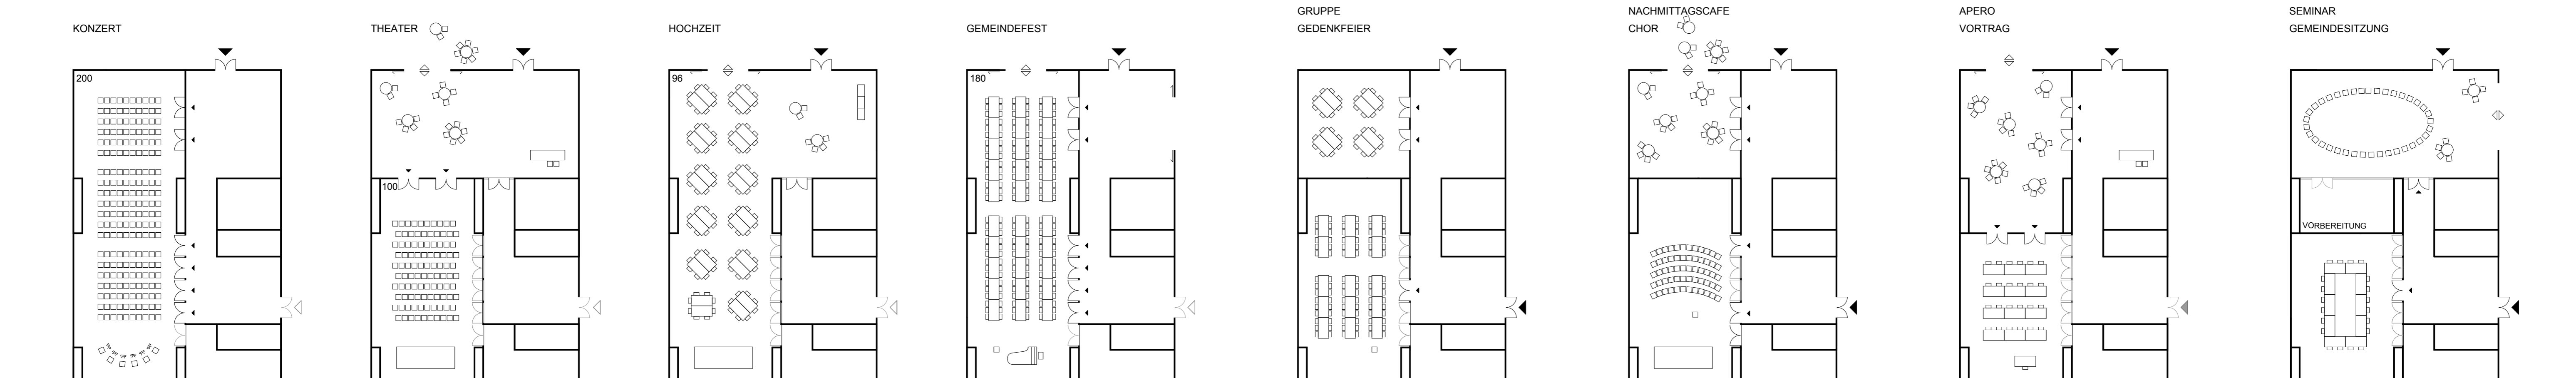 KONZERT
200
THEATER
100
HOCHZEIT
96
GEMEINDEFEST
180
GRUPPE
GEDENKFEIER
NACHMITTAGSCAFE
CHOR
APERO
VORTRAG
SEMINAR
GEMEINDESITZUNG
VORBEREITUNG